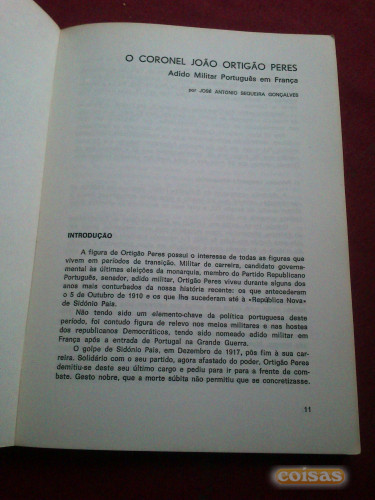 O CORONEL JOÃO ORTIGÃO PERES
Adido Militar Português em França
por JOSÉ ANTÓNIO SEQUEIRA GONÇALVES
INTRODUÇÃO
A figura de Ortigão Peres possui o interesse de todas as figuras que
vivem em períodos de transição. Militar de carreira, candidato governa-
mental às últimas eleições da monarquia, membro do Partido Republicano
Português, senador, adido militar, Ortigão Peres viveu durante alguns dos
anos mais conturbados da nossa história recente: os que antecederam
o 5 de Outubro de 1910 e os que lhe sucederam até à «República Nova»
de Sidónio Pais.
Não tendo sido um elemento-chave da política portuguesa deste
período, foi contudo figura de relevo nos meios militares e nas hostes
dos republicanos Democráticos, tendo sido nomeado adido militar em
França após a entrada de Portugal na Grande Guerra.
O golpe de Sidónio Pais, em Dezembro de 1917, pôs fim à sua car-
reira. Solidário com o seu partido, agora afastado do poder, Ortigão Peres
demitiu-se deste seu último cargo e pediu para ir para a frente de com-
bate. Gesto nobre, que a morte súbita não permitiu que se concretizasse.
11
coisas